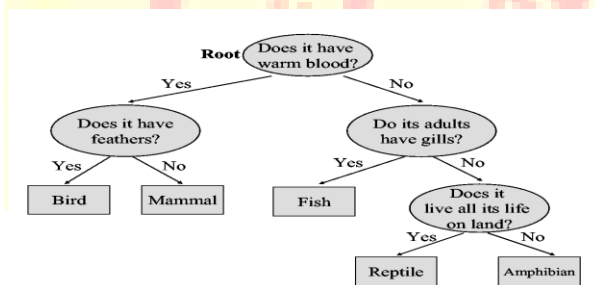 Root
Does it have
warm blood?
Yes
No
Does it have
feathers?
Do its adults
have gills?
Yes
No
Yes
No
Bird
Mammal
Fish
Does it
live all its life
on land?
Yes
No
Reptile
Amphibian